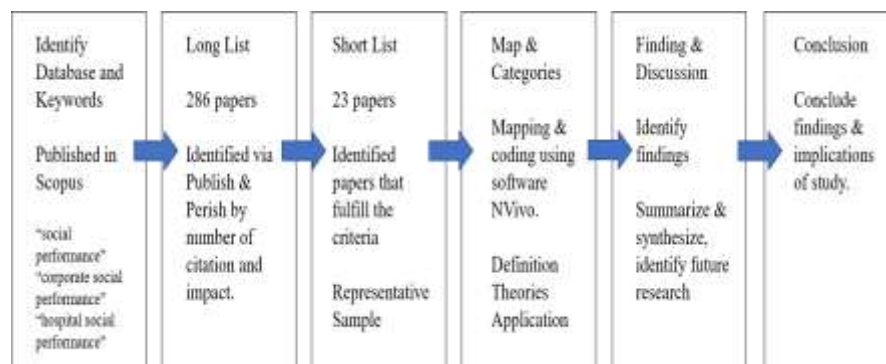 Identify
Database and
Keywords
Published in
Scopus
"social
performance"
"corporate social
performance"
"hospital social
performance"
Long List
286 papers
Identified via
Publish &
Perish by
number of
citation and
impact.
Short List
23 papers
Identified
papers that
fulfill the
criteria
Representative
Sample
Map &
Categories
Mapping &
coding using
software
NVivo.
Definition
Theories
Application
Finding &
Discussion
Identify
findings
Summarize &
synthesize,
identify future
research
Conclusion
Conclude
findings &
implications
of study.